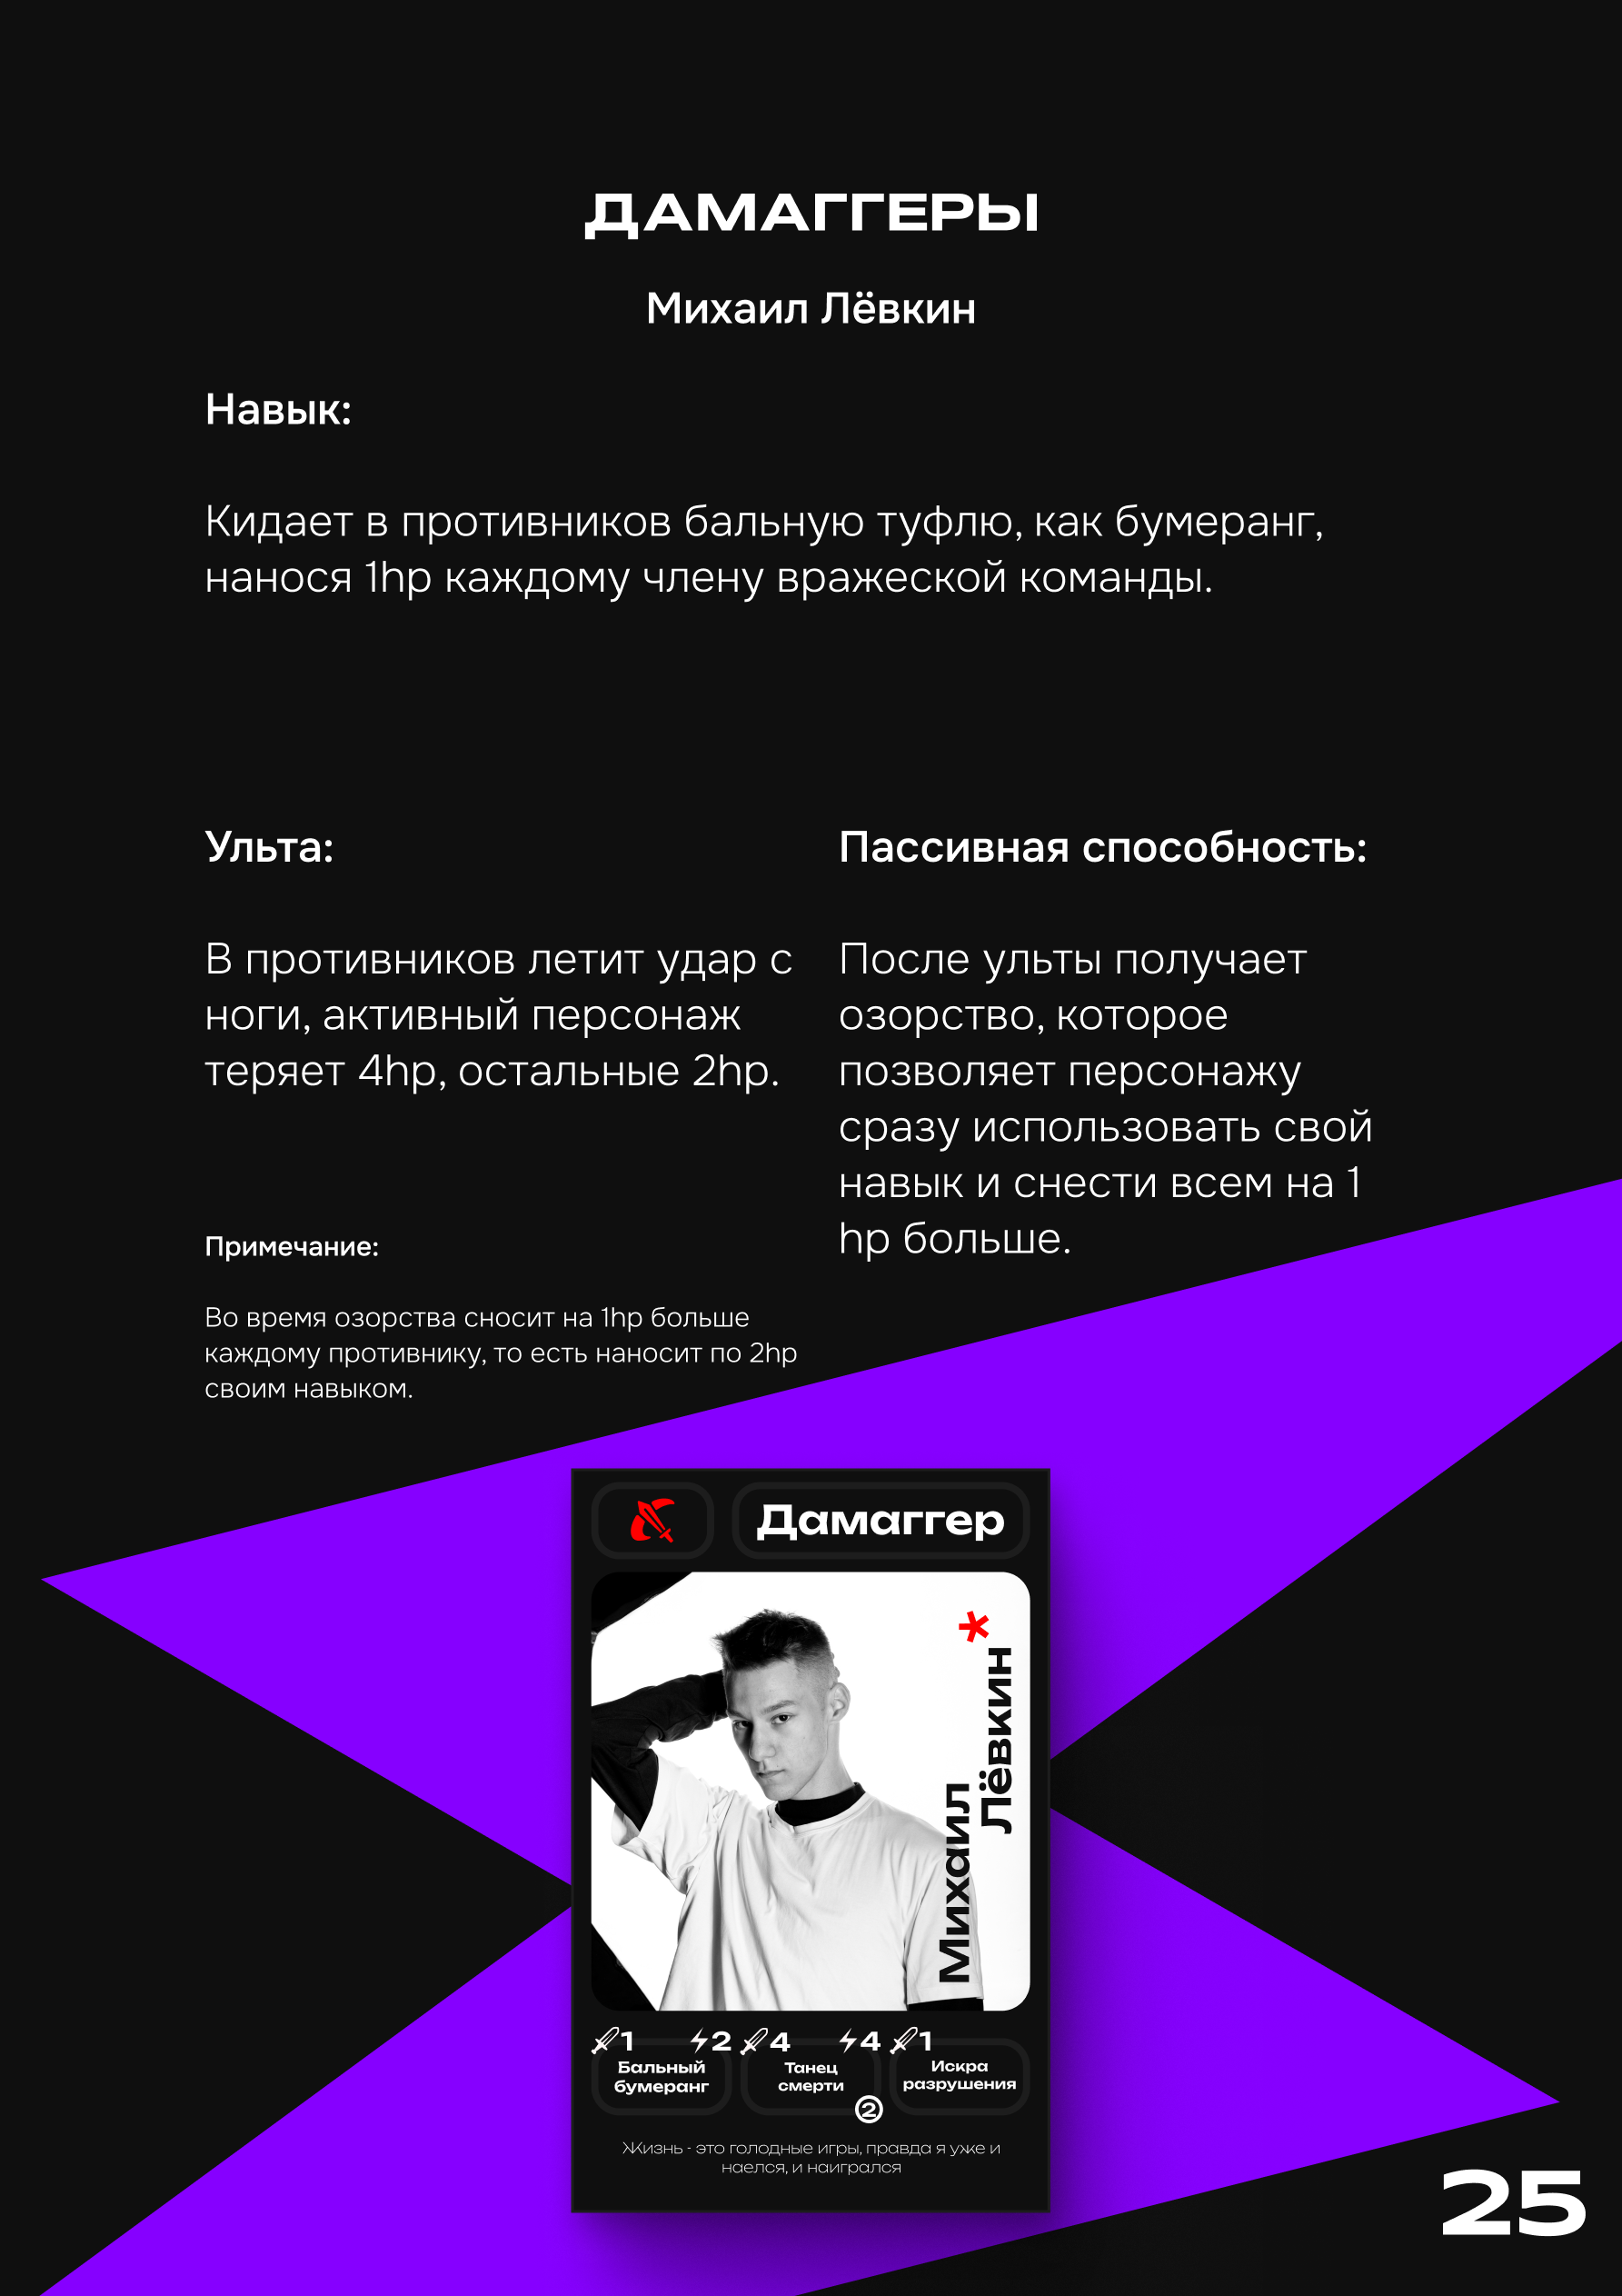 ДАМАГГЕРЫ
Михаил Лёвкин
Навык:
Кидает в противников бальную туфлю, как бумеранг,
нанося 1hp каждому члену вражеской команды.
Ульта:
В противников летит удар с
ноги, активный персонаж
теряет 4hp, остальные 2hp.
Примечание:
Во время озорства сносит на 1hp больше
каждому противнику, то есть наносит по 2hp
своим навыком.
Пассивная способность:
После ульты получает
озорство, которое
позволяет персонажу
сразу использовать свой
навык и снести всем на 1
hp больше.
Дамаггер
Михаил
Лёвкин*
1 2
Бальный
бумеранг
4 4
Танец
смерти
2
1
Искра
разрушения
Жизнь - это голодные игры, правда я уже и
наелся, и наигрался
25